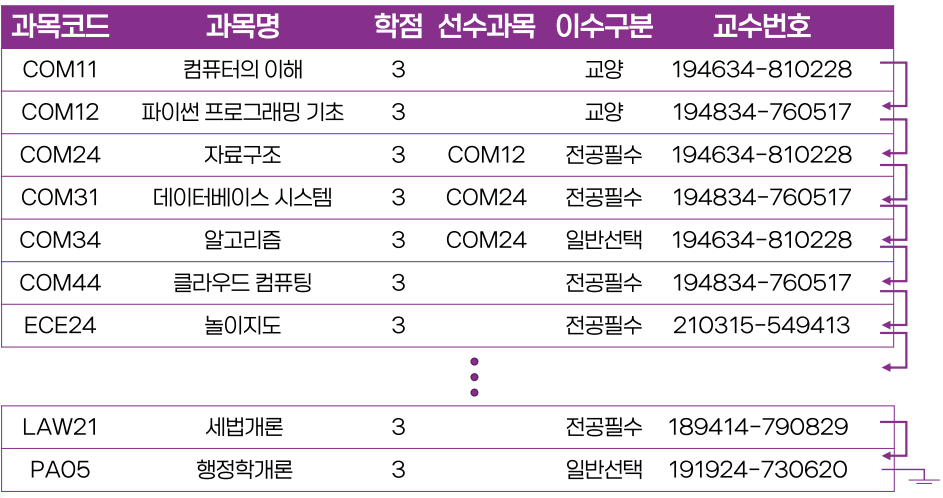 과목코드 과목명 학점 선수과목 이수구분 교수번호
COM11 컴퓨터의 이해 3 교양 194634-810228
COM12 파이썬 프로그래밍 기초 3 교양 194834-760517
COM24 자료구조 3 COM12 전공필수 194634-810228
COM31 데이터베이스 시스템 3 COM24 전공필수 194834-760517
COM34 알고리즘 3 COM24 일반선택 194634-810228
COM44 클라우드 컴퓨팅 3 전공필수 194834-760517
ECE24 놀이지도 3 전공필수 210315-549413
LAW21 세법개론 3 전공필수 189414-790829
PA05 행정학개론 3 일반선택 191924-730620